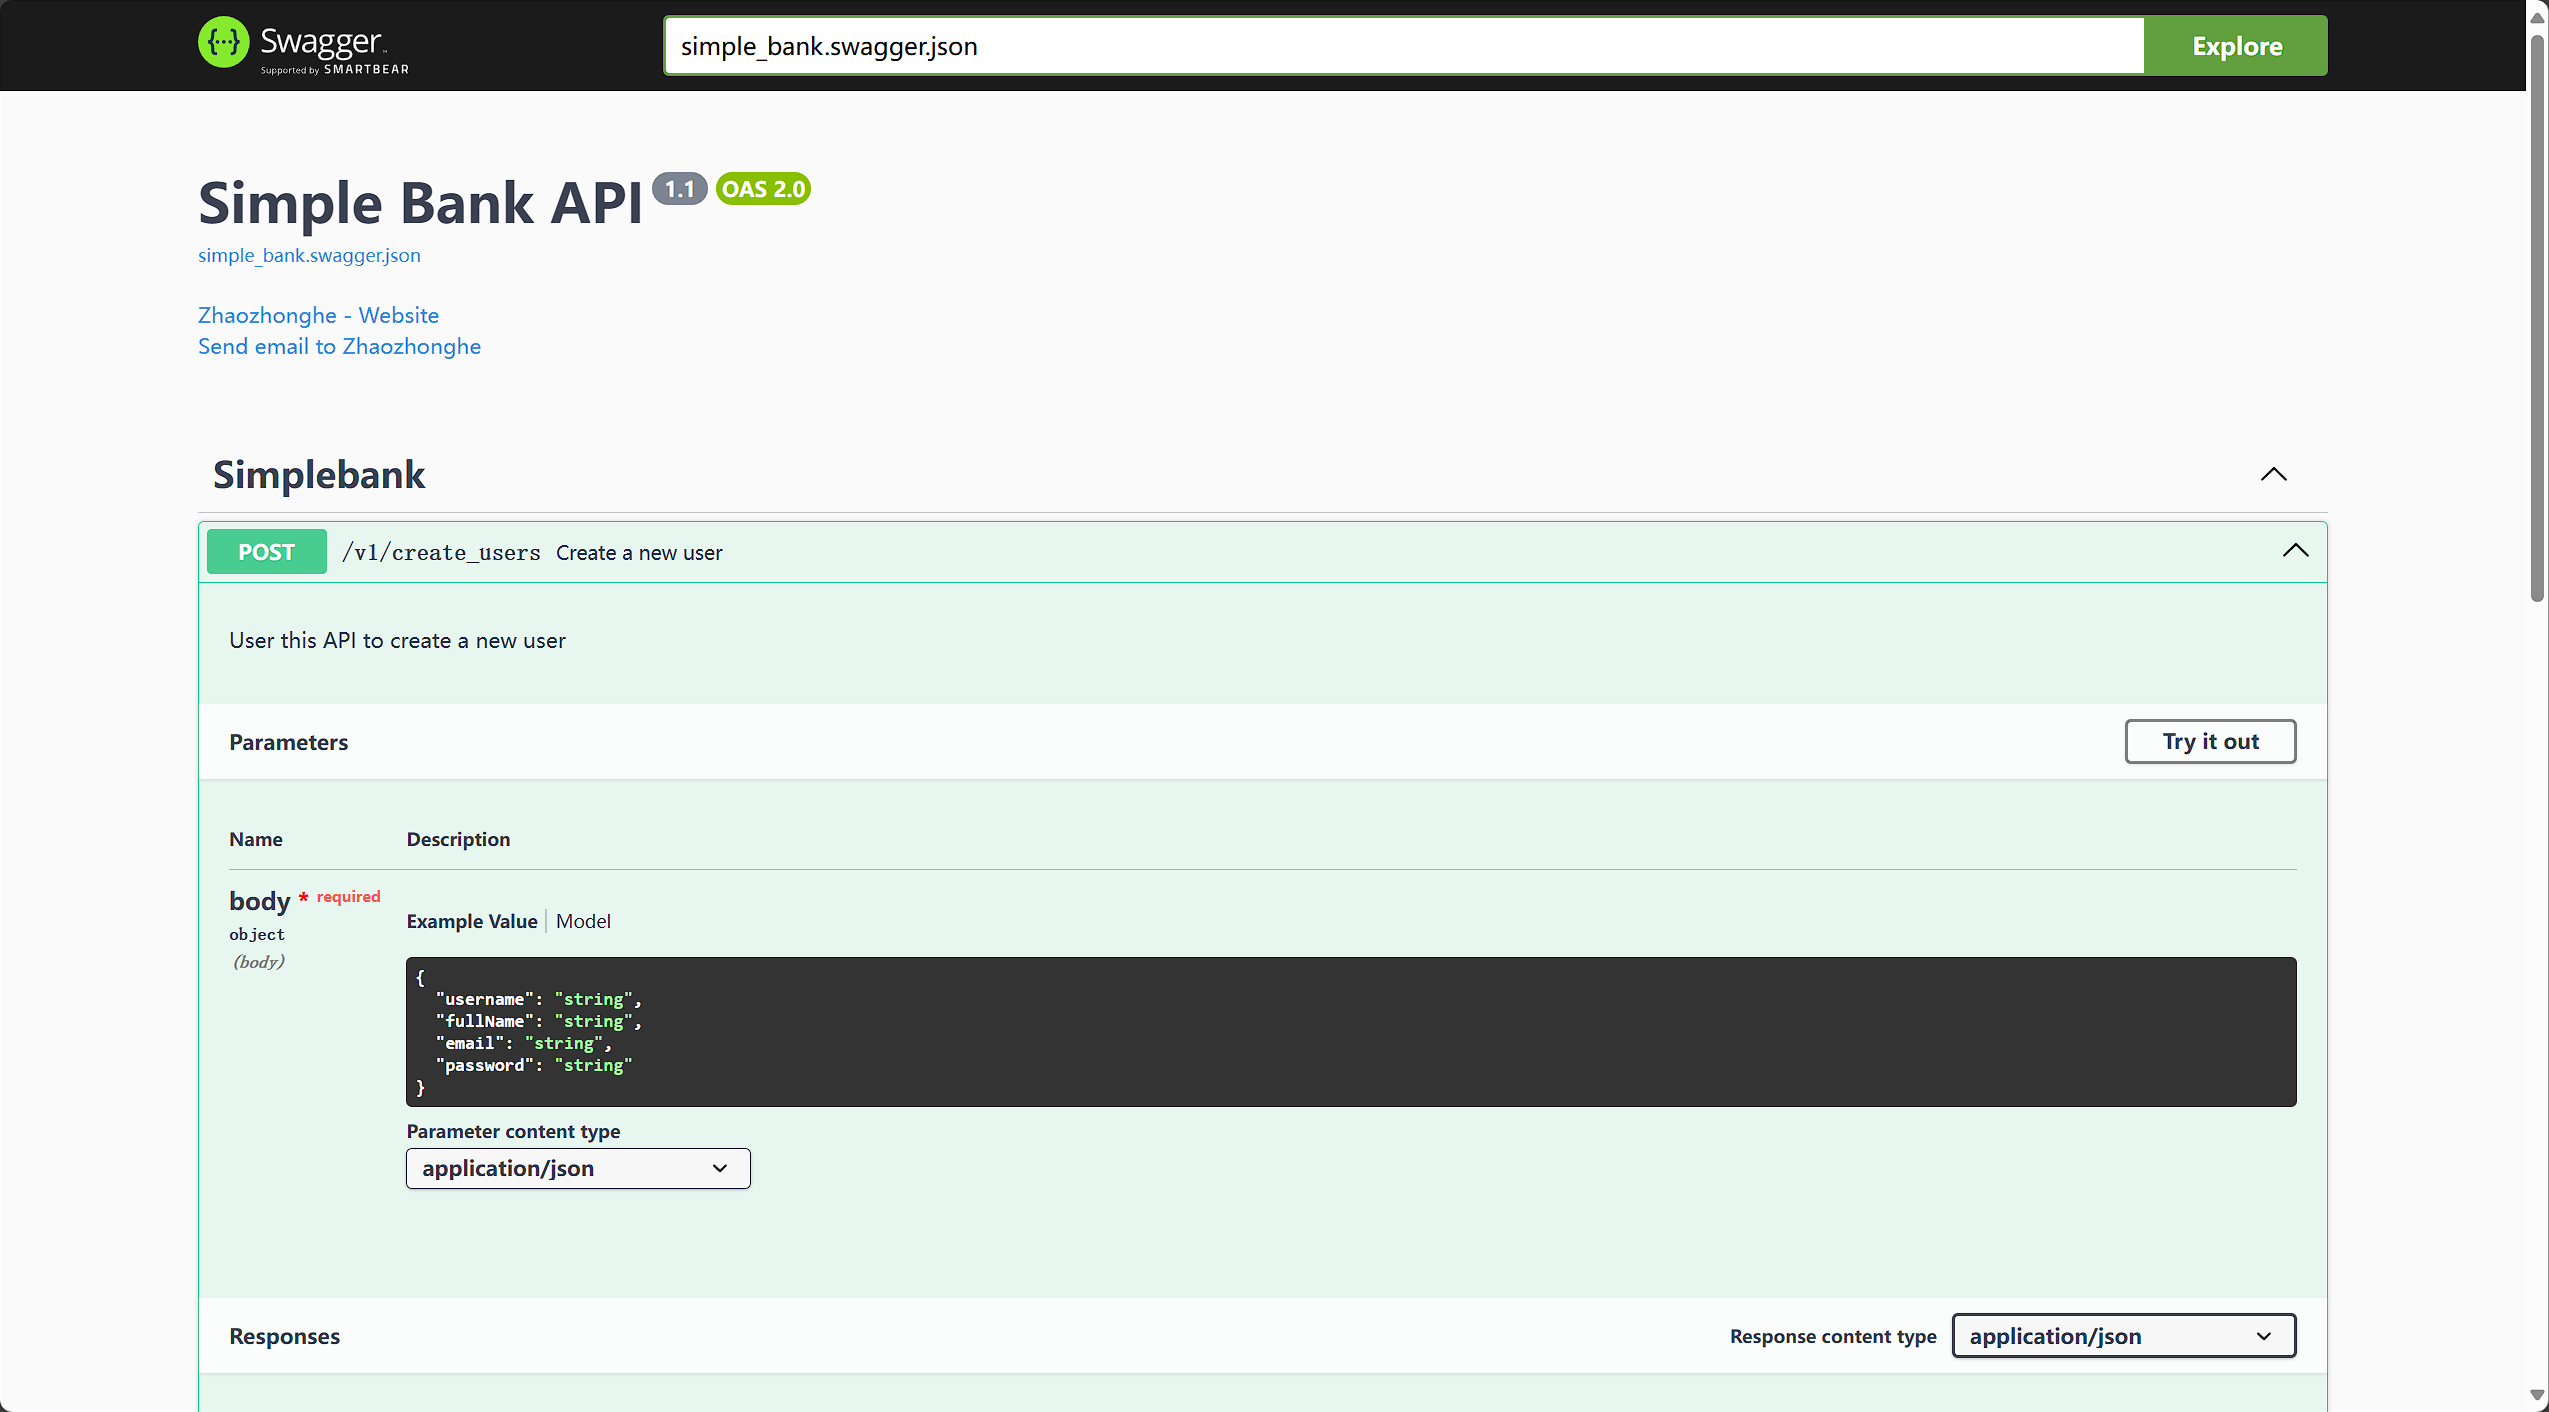 Swagger
Supported by SMARTBEAR
simple_bank.swagger.json
Explore
Simple Bank API 1.1 OAS 2.0
simple_bank.swagger.json
Zhaozhonghe - Website
Send email to Zhaozhonghe
Simplebank
POST /v1/create_users Create a new user
User this API to create a new user
Parameters
Try it out
Name Description
body * required
object
(body)
Example Value Model
{
  "username": "string",
  "fullName": "string",
  "email": "string",
  "password": "string"
}
Parameter content type
application/json
Responses
Response content type
application/json